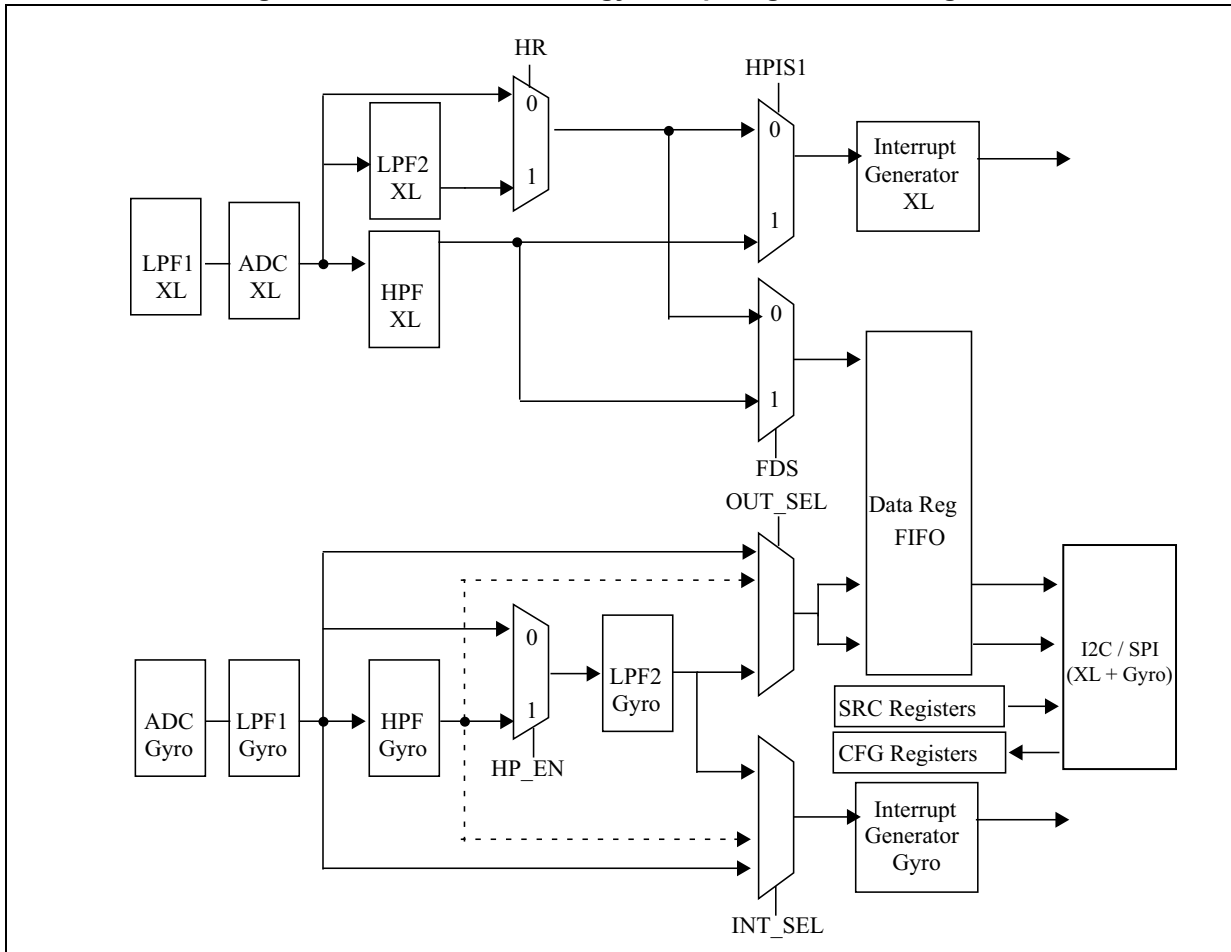 HR
HPIS1
0
0
LPF2
XL
1
Interrupt
Generator
XL
1
LPF1
XL
ADC
XL
HPF
XL
0
1
FDS
OUT_SEL
Data Reg
FIFO
0
LPF2
Gyro
I2C / SPI
(XL + Gyro)
ADC
Gyro
LPF1
Gyro
HPF
Gyro
1
SRC Registers
HP_EN
CFG Registers
Interrupt
Generator
Gyro
INT_SEL